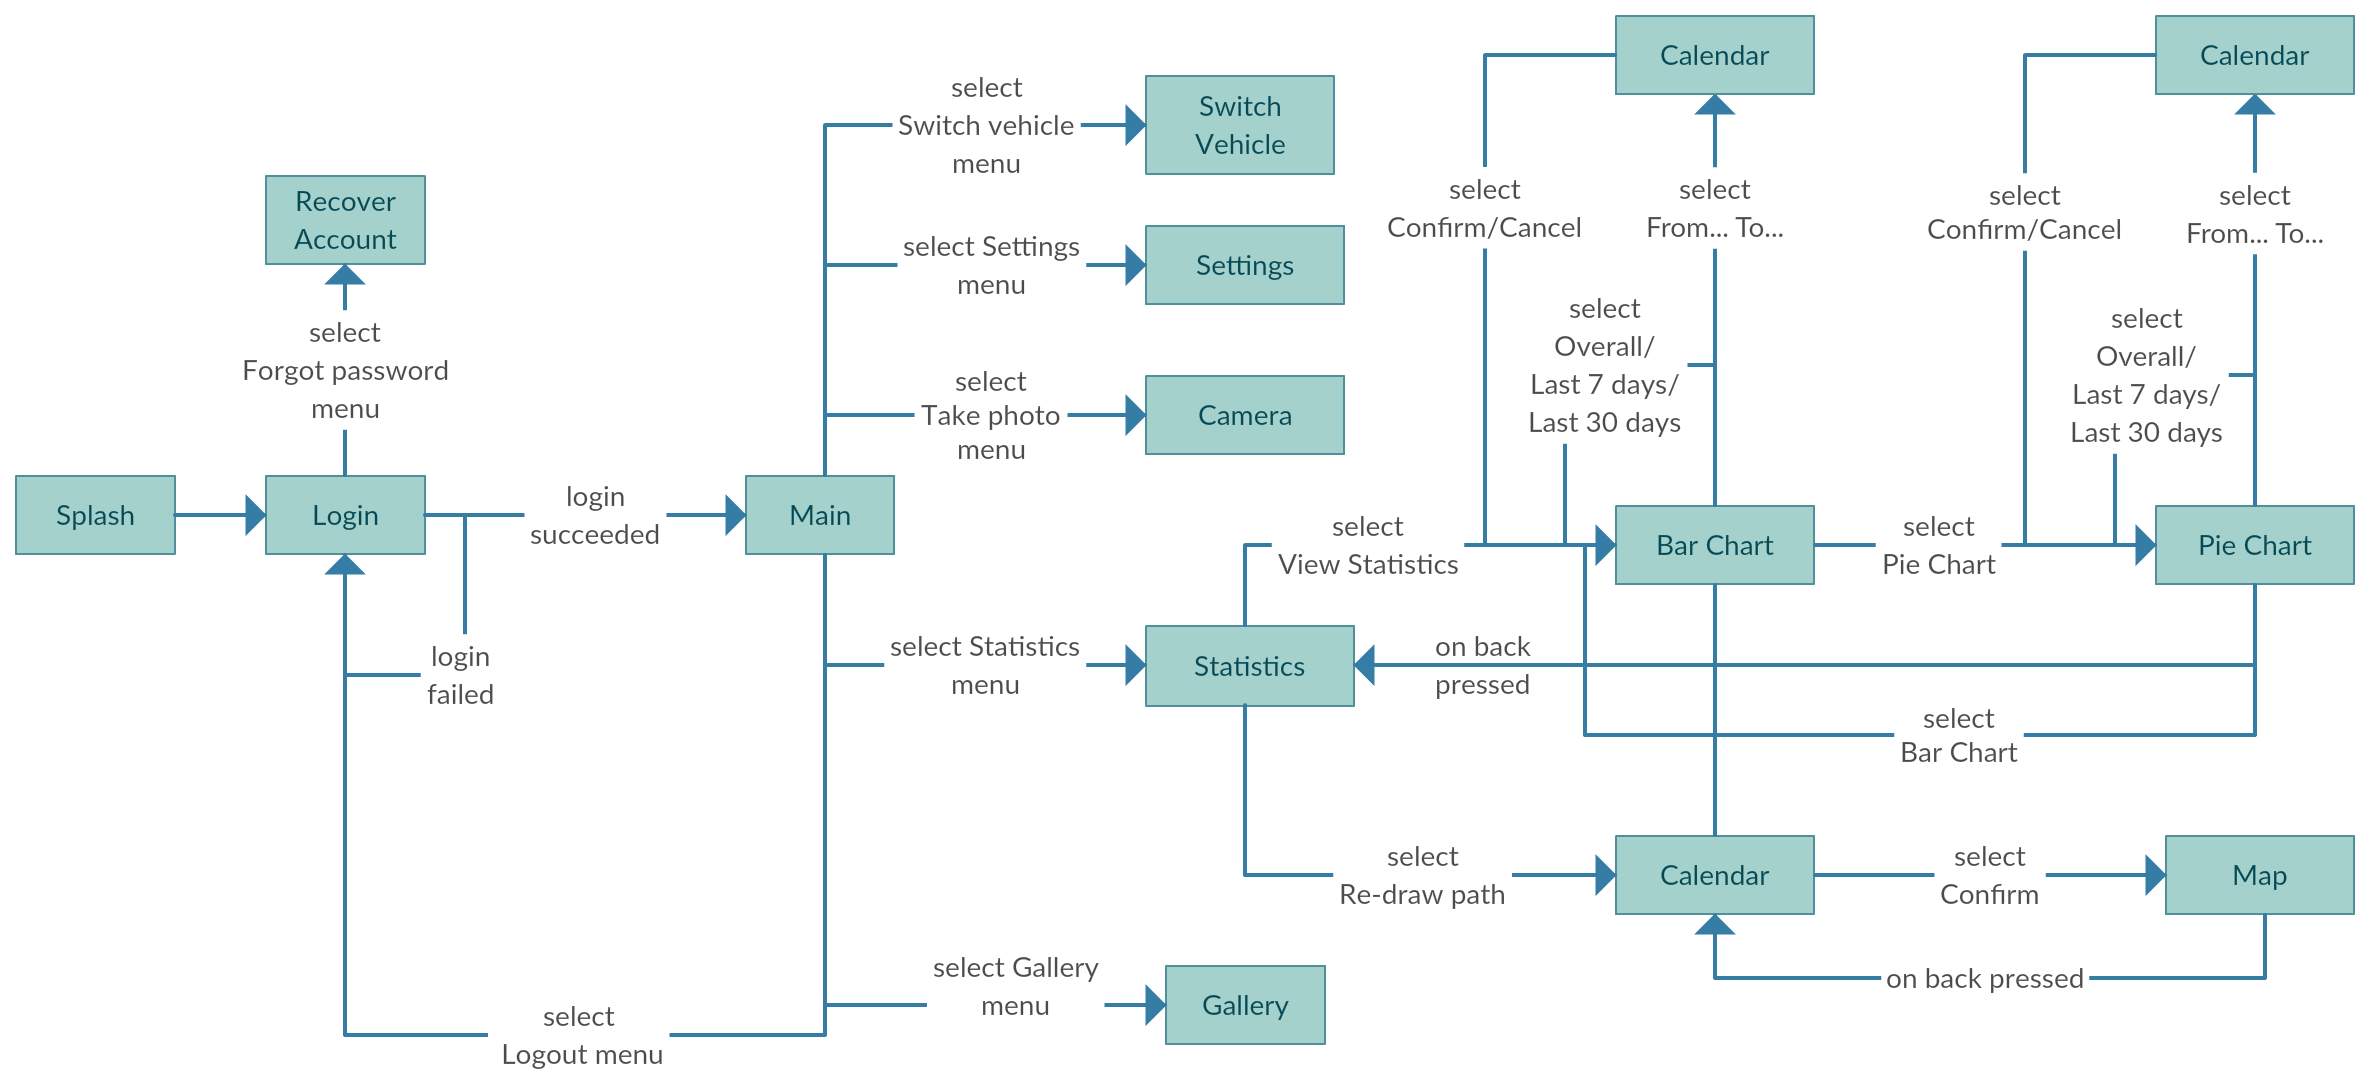 Calendar
Calendar
select
Switch vehicle
menu
Switch
Vehicle
Recover
Account
select
Confirm/Cancel
select
From... To...
select
Confirm/Cancel
select
From... To...
select Settings
menu
Settings
select
Forgot password
menu
select
Overall/
Last 7 days/
Last 30 days
select
Overall/
Last 7 days/
Last 30 days
select
Take photo
menu
Camera
Splash
Login
login
succeeded
Main
select
View Statistics
Bar Chart
select
Pie Chart
Pie Chart
login
failed
select Statistics
menu
Statistics
on back
pressed
select
Bar Chart
select
Re-draw path
Calendar
select
Confirm
Map
select Gallery
menu
Gallery
on back pressed
select
Logout menu